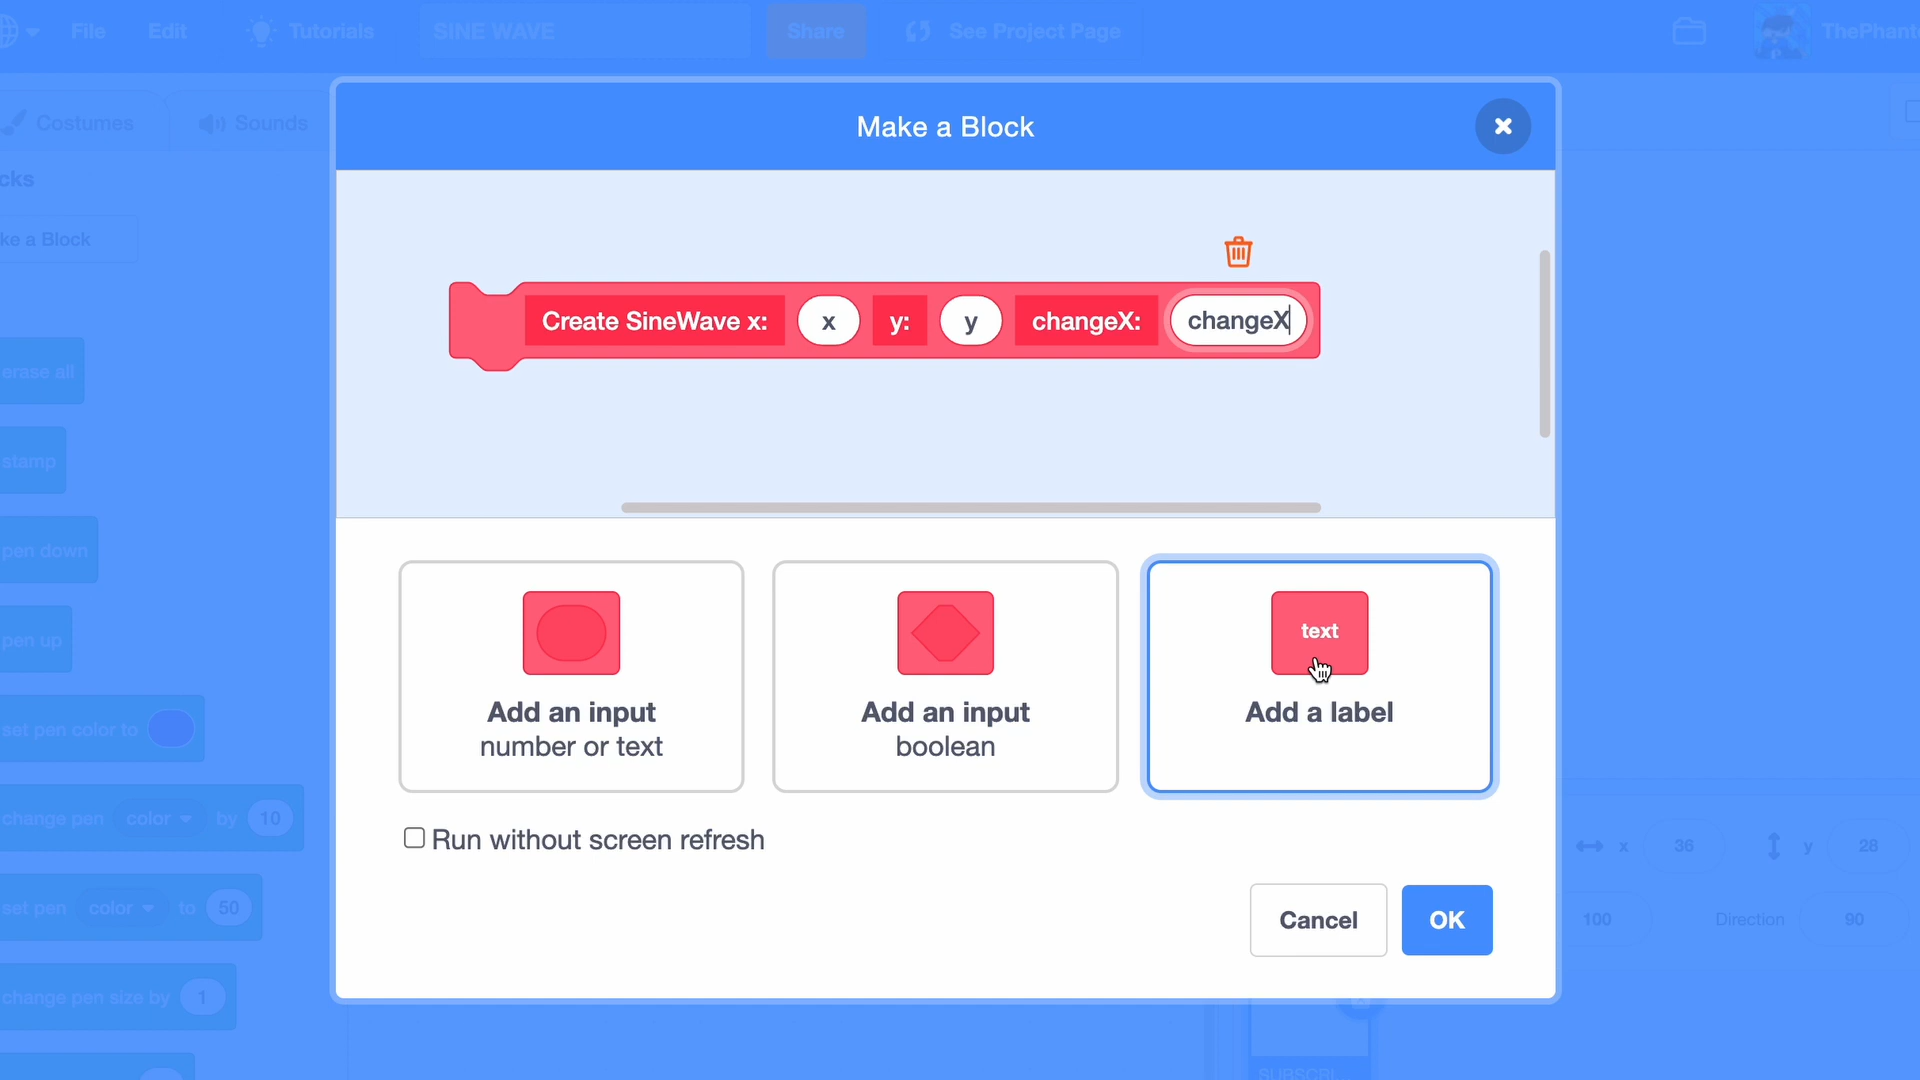 File Edit Tutorials SINE WAVE Share See Project Page
Costumes Sounds
Make a Block
Create SineWave x: x y: y changeX: changeX
text
Add an input
number or text
Add an input
boolean
Add a label
Run without screen refresh
Cancel OK
erase all
stamp
pen down
pen up
set pen color to
change pen color by 10
set pen color to 50
change pen size by 1
x 36 y 28
100 Direction 90